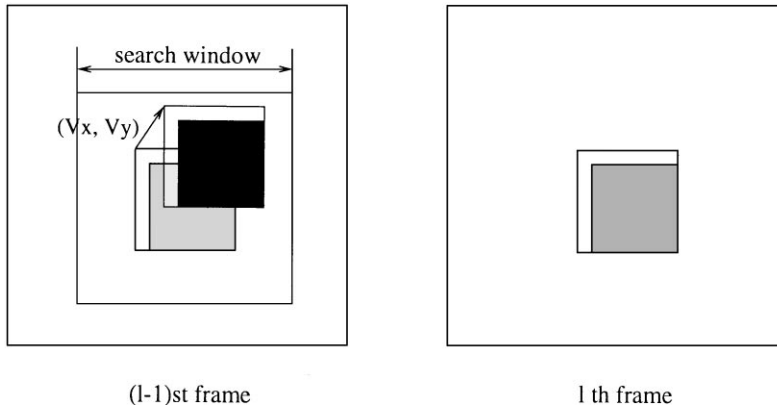 search window
(Vx, Vy)
(l-1)st frame
l th frame